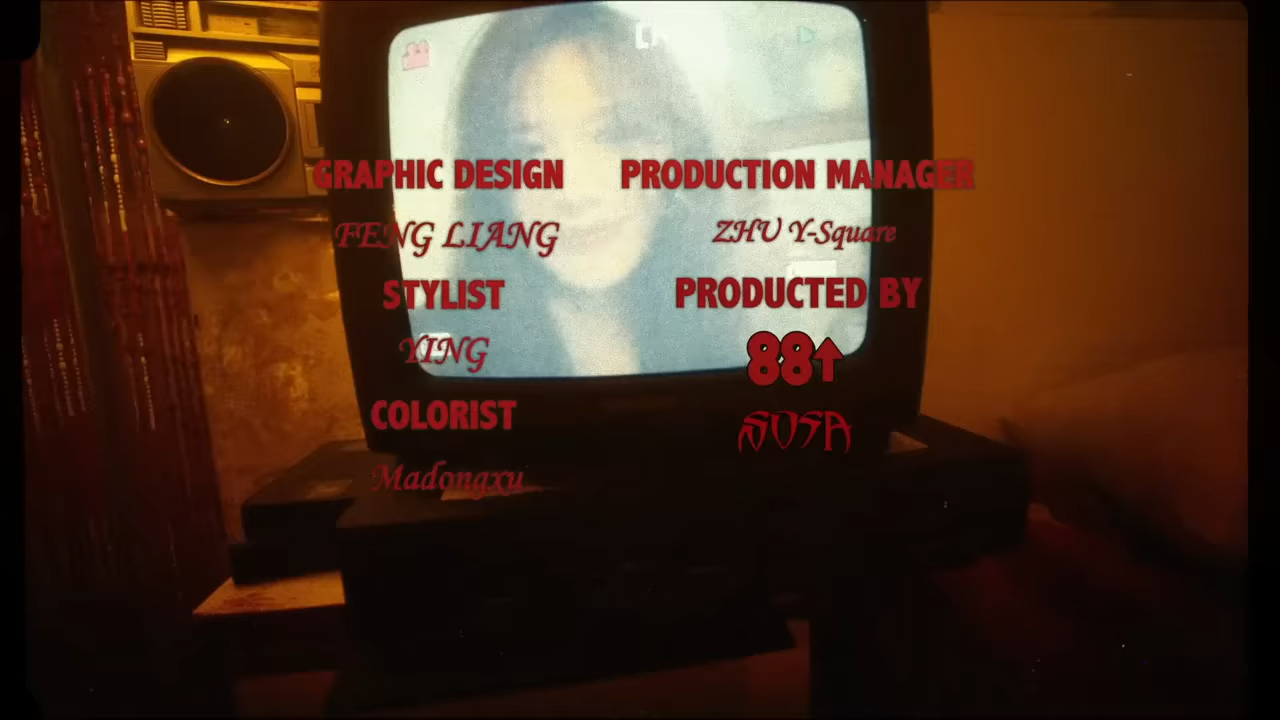 GRAPHIC DESIGN
FENG LIANG
STYLIST
YING
COLORIST
Madongxu
PRODUCTION MANAGER
ZHU Y-Square
PRODUCTED BY
88↑
SOSA